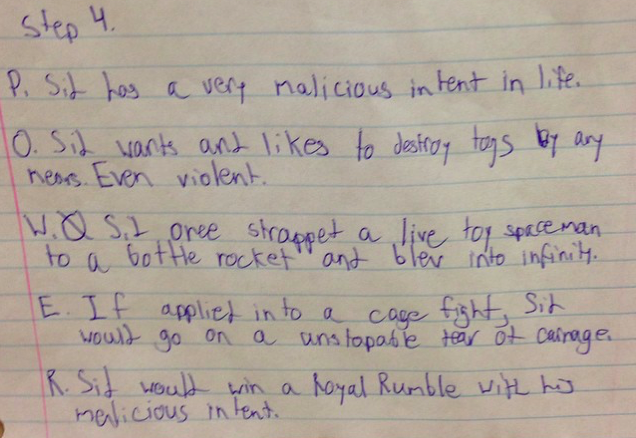 Step 4.
P. Sid has a very malicious intent in life.
O. Sid wants and likes to destroy toys by any
means. Even violent.
W. Sid once strapped a live toy spaceman
to a bottle rocket and blew into infinity.
E. If applied into a cage fight, Sid
would go on a unstopable tear of carnage.
R. Sid would win a Royal Rumble with his
malicious intent.